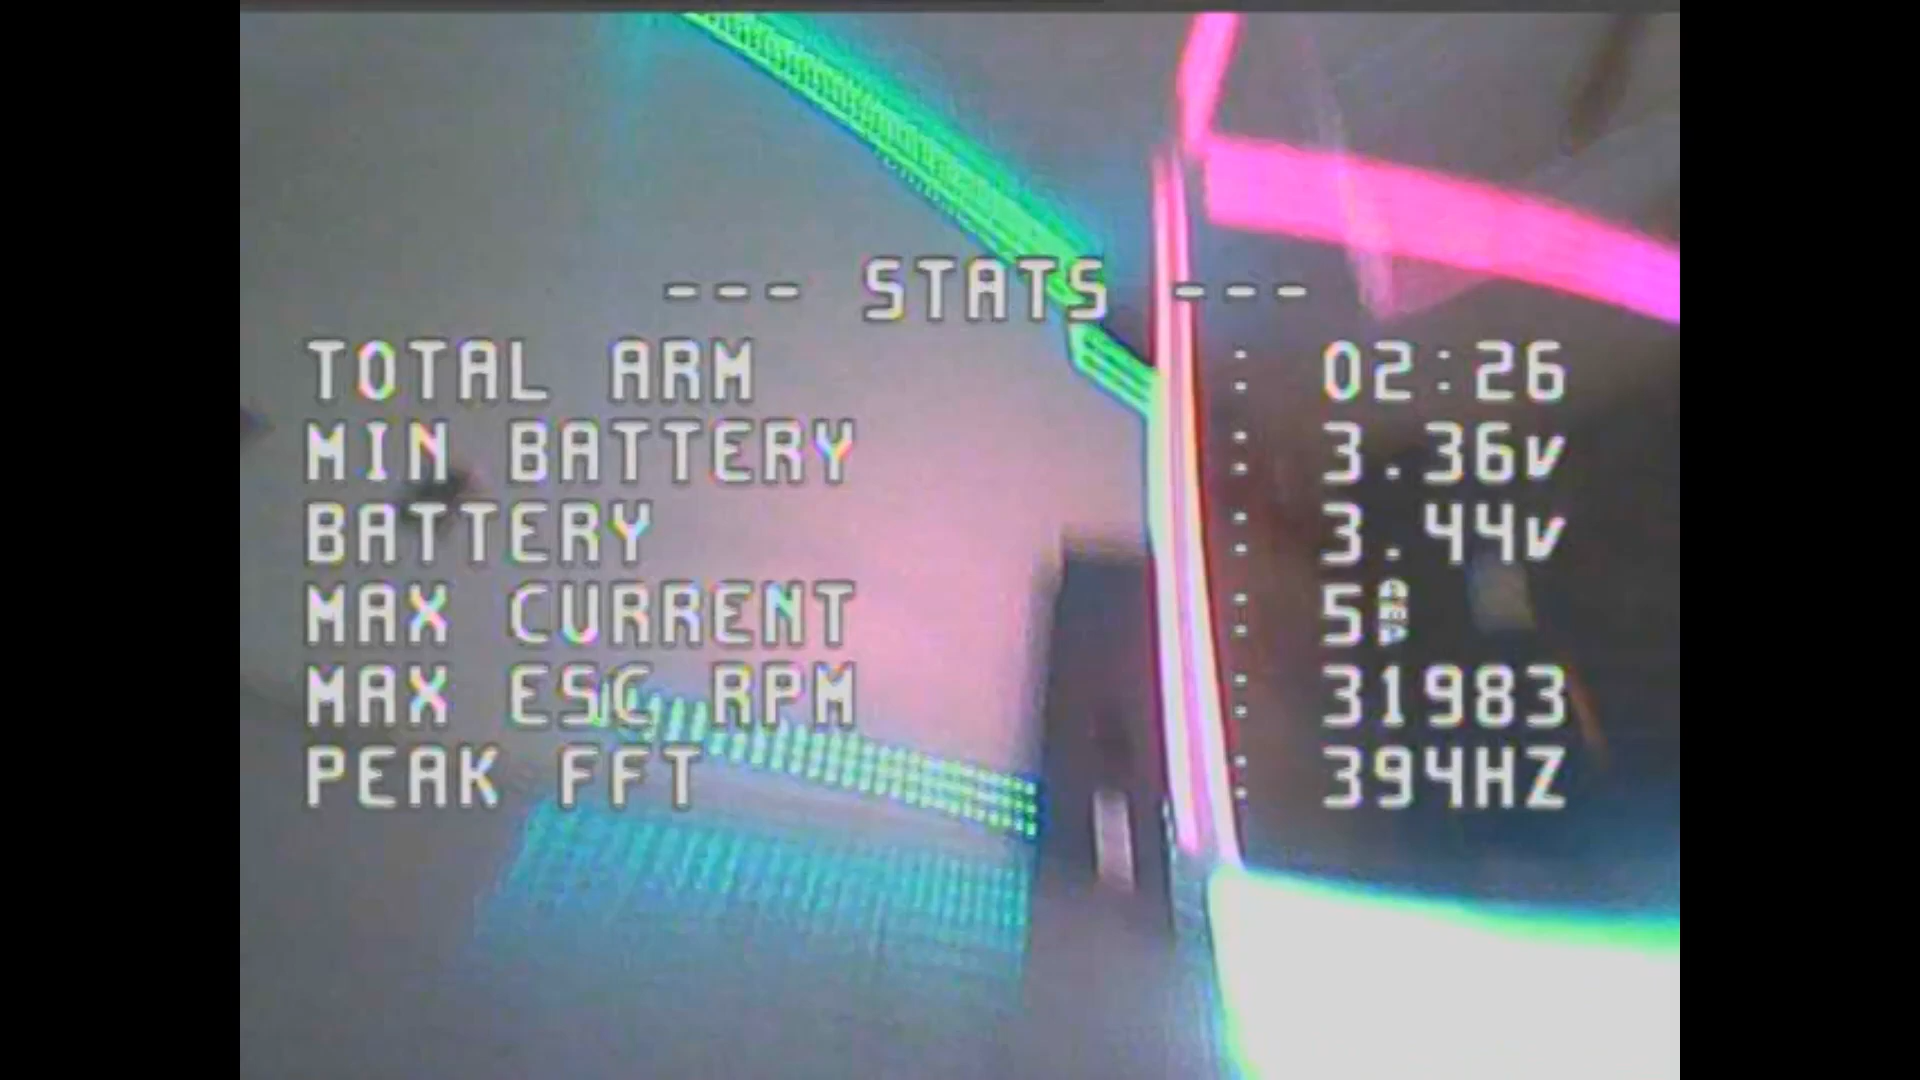 --- STATS ---
TOTAL ARM : 02:26
MIN BATTERY : 3.36V
BATTERY : 3.44V
MAX CURRENT : 5AMP
MAX ESC RPM : 31983
PEAK FFT : 394HZ